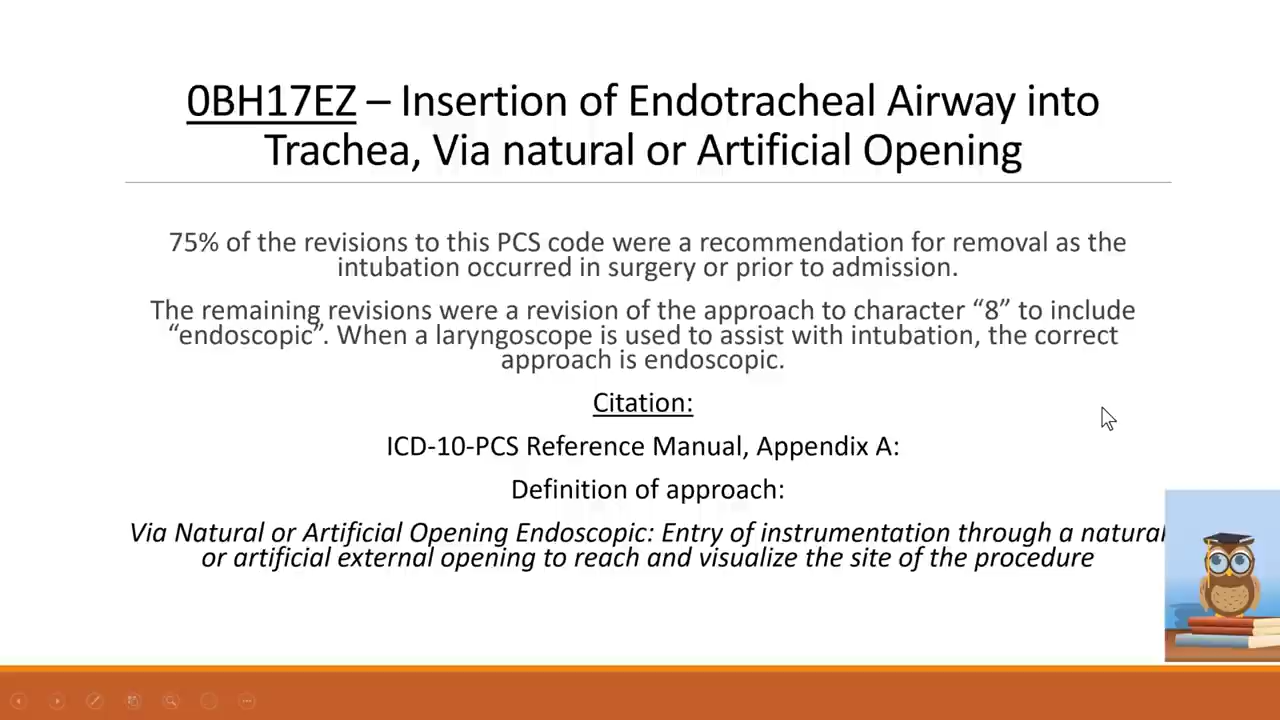 0BH17EZ – Insertion of Endotracheal Airway into
Trachea, Via natural or Artificial Opening
75% of the revisions to this PCS code were a recommendation for removal as the
intubation occurred in surgery or prior to admission.
The remaining revisions were a revision of the approach to character “8” to include
“endoscopic”. When a laryngoscope is used to assist with intubation, the correct
approach is endoscopic.
Citation:
ICD-10-PCS Reference Manual, Appendix A:
Definition of approach:
Via Natural or Artificial Opening Endoscopic: Entry of instrumentation through a natural
or artificial external opening to reach and visualize the site of the procedure